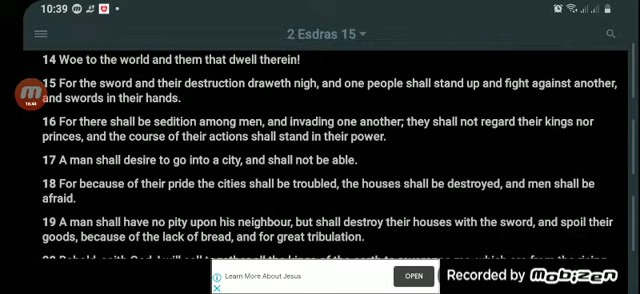 10:39
2 Esdras 15
14 Woe to the world and them that dwell therein!
15 For the sword and their destruction draweth nigh, and one people shall stand up and fight against another,
and swords in their hands.
16 For there shall be sedition among men, and invading one another; they shall not regard their kings nor
princes, and the course of their actions shall stand in their power.
17 A man shall desire to go into a city, and shall not be able.
18 For because of their pride the cities shall be troubled, the houses shall be destroyed, and men shall be
afraid.
19 A man shall have no pity upon his neighbour, but shall destroy their houses with the sword, and spoil their
goods, because of the lack of bread, and for great tribulation.
Learn More About Jesus
OPEN
Recorded by Mobizen